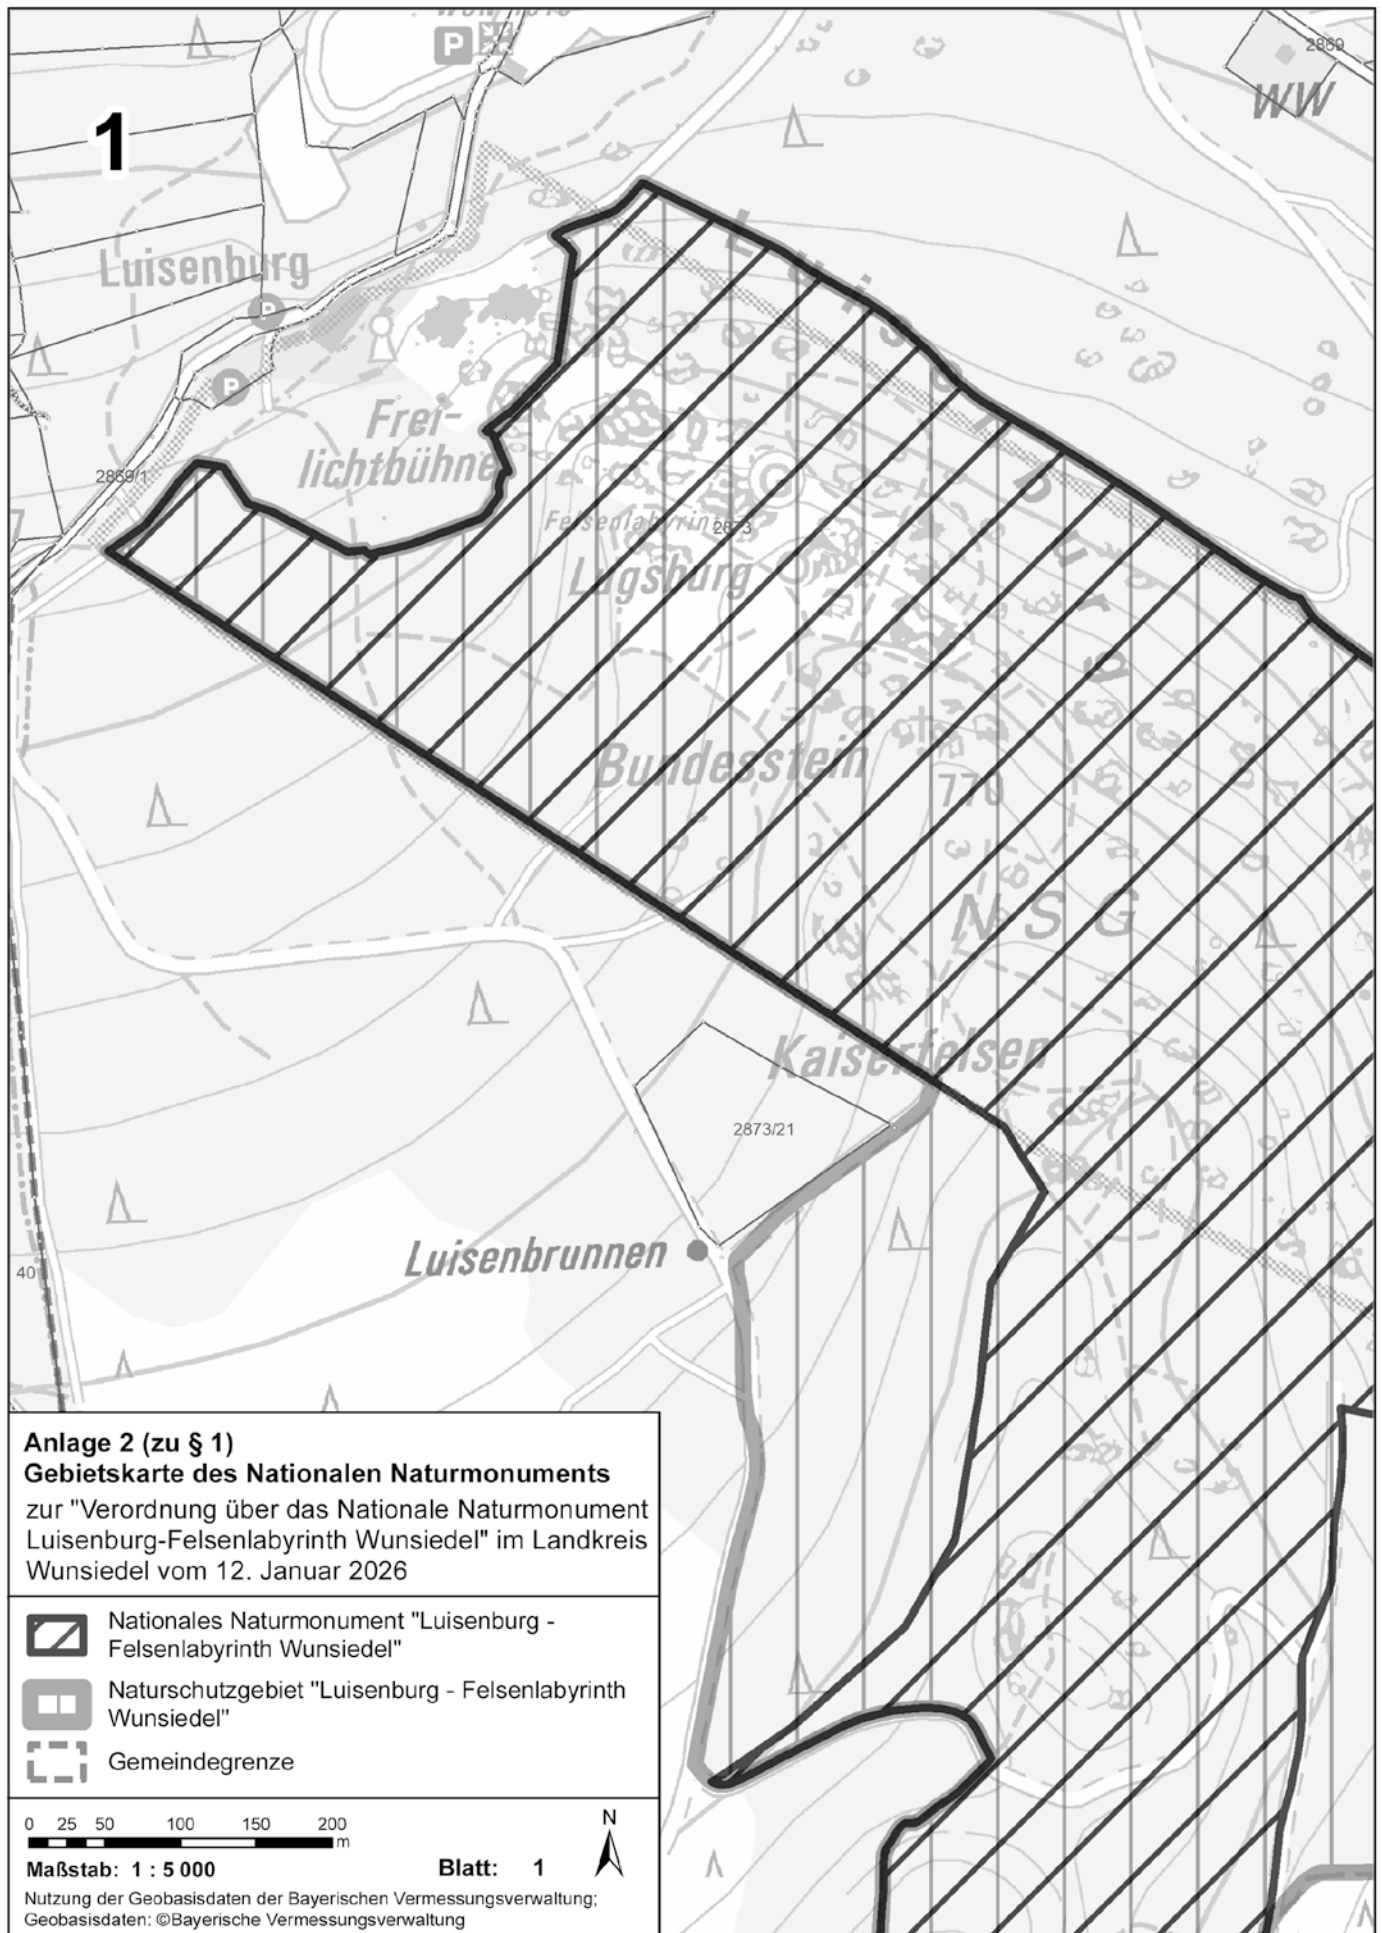 P
2869
WW
1
Luisenburg
P
P
Luisenburg
Frei-
lichtbühne
2869/1
2873
Lugsburg
Bundesstein
770
NSG
Kaiserfelsen
2873/21
Luisenbrunnen
40
Anlage 2 (zu § 1)
Gebietskarte des Nationalen Naturmonuments
zur "Verordnung über das Nationale Naturmonument
Luisenburg-Felsenlabyrinth Wunsiedel" im Landkreis
Wunsiedel vom 12. Januar 2026
Nationales Naturmonument "Luisenburg -
Felsenlabyrinth Wunsiedel"
Naturschutzgebiet "Luisenburg - Felsenlabyrinth
Wunsiedel"
Gemeindegrenze
0 25 50 100 150 200
m
N
Maßstab: 1 : 5 000
Blatt: 1
Nutzung der Geobasisdaten der Bayerischen Vermessungsverwaltung;
Geobasisdaten: ©Bayerische Vermessungsverwaltung